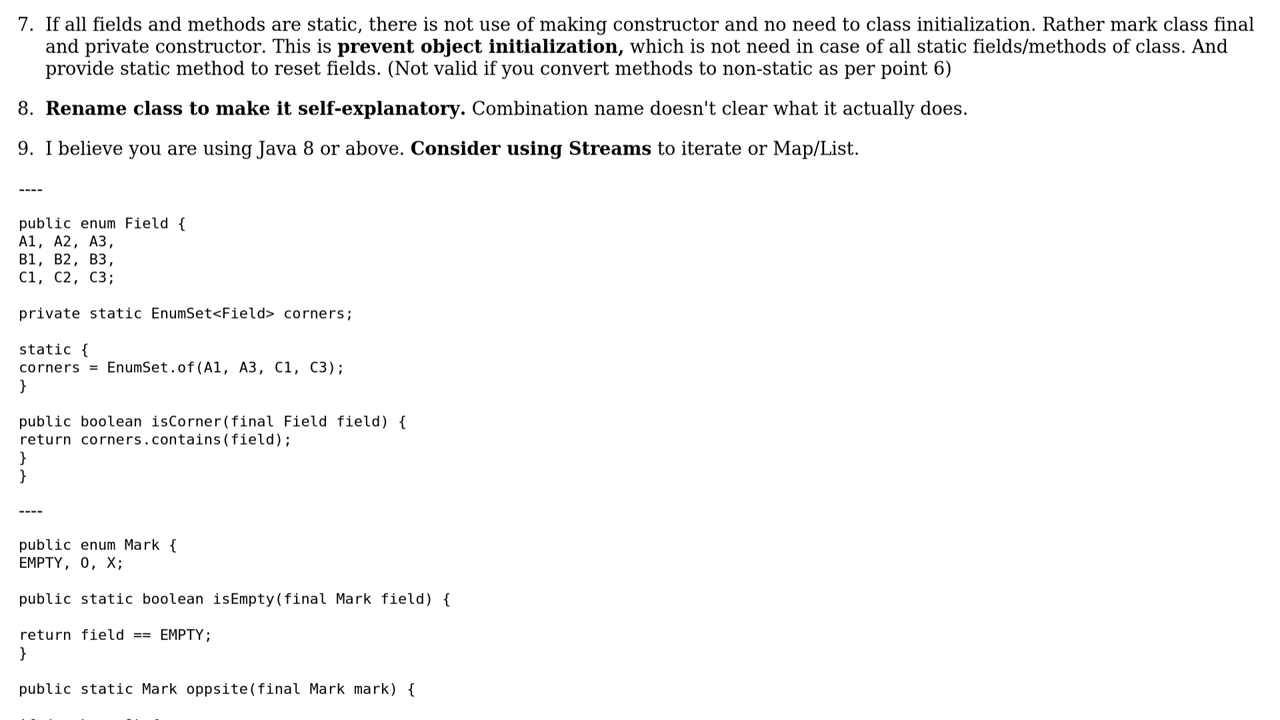 7. If all fields and methods are static, there is not use of making constructor and no need to class initialization. Rather mark class final
and private constructor. This is prevent object initialization, which is not need in case of all static fields/methods of class. And
provide static method to reset fields. (Not valid if you convert methods to non-static as per point 6)
8. Rename class to make it self-explanatory. Combination name doesn't clear what it actually does.
9. I believe you are using Java 8 or above. Consider using Streams to iterate or Map/List.
----
public enum Field {
A1, A2, A3,
B1, B2, B3,
C1, C2, C3;
private static EnumSet<Field> corners;
static {
corners = EnumSet.of(A1, A3, C1, C3);
}
public boolean isCorner(final Field field) {
return corners.contains(field);
}
}
----
public enum Mark {
EMPTY, O, X;
public static boolean isEmpty(final Mark field) {
return field == EMPTY;
}
public static Mark oppsite(final Mark mark) {